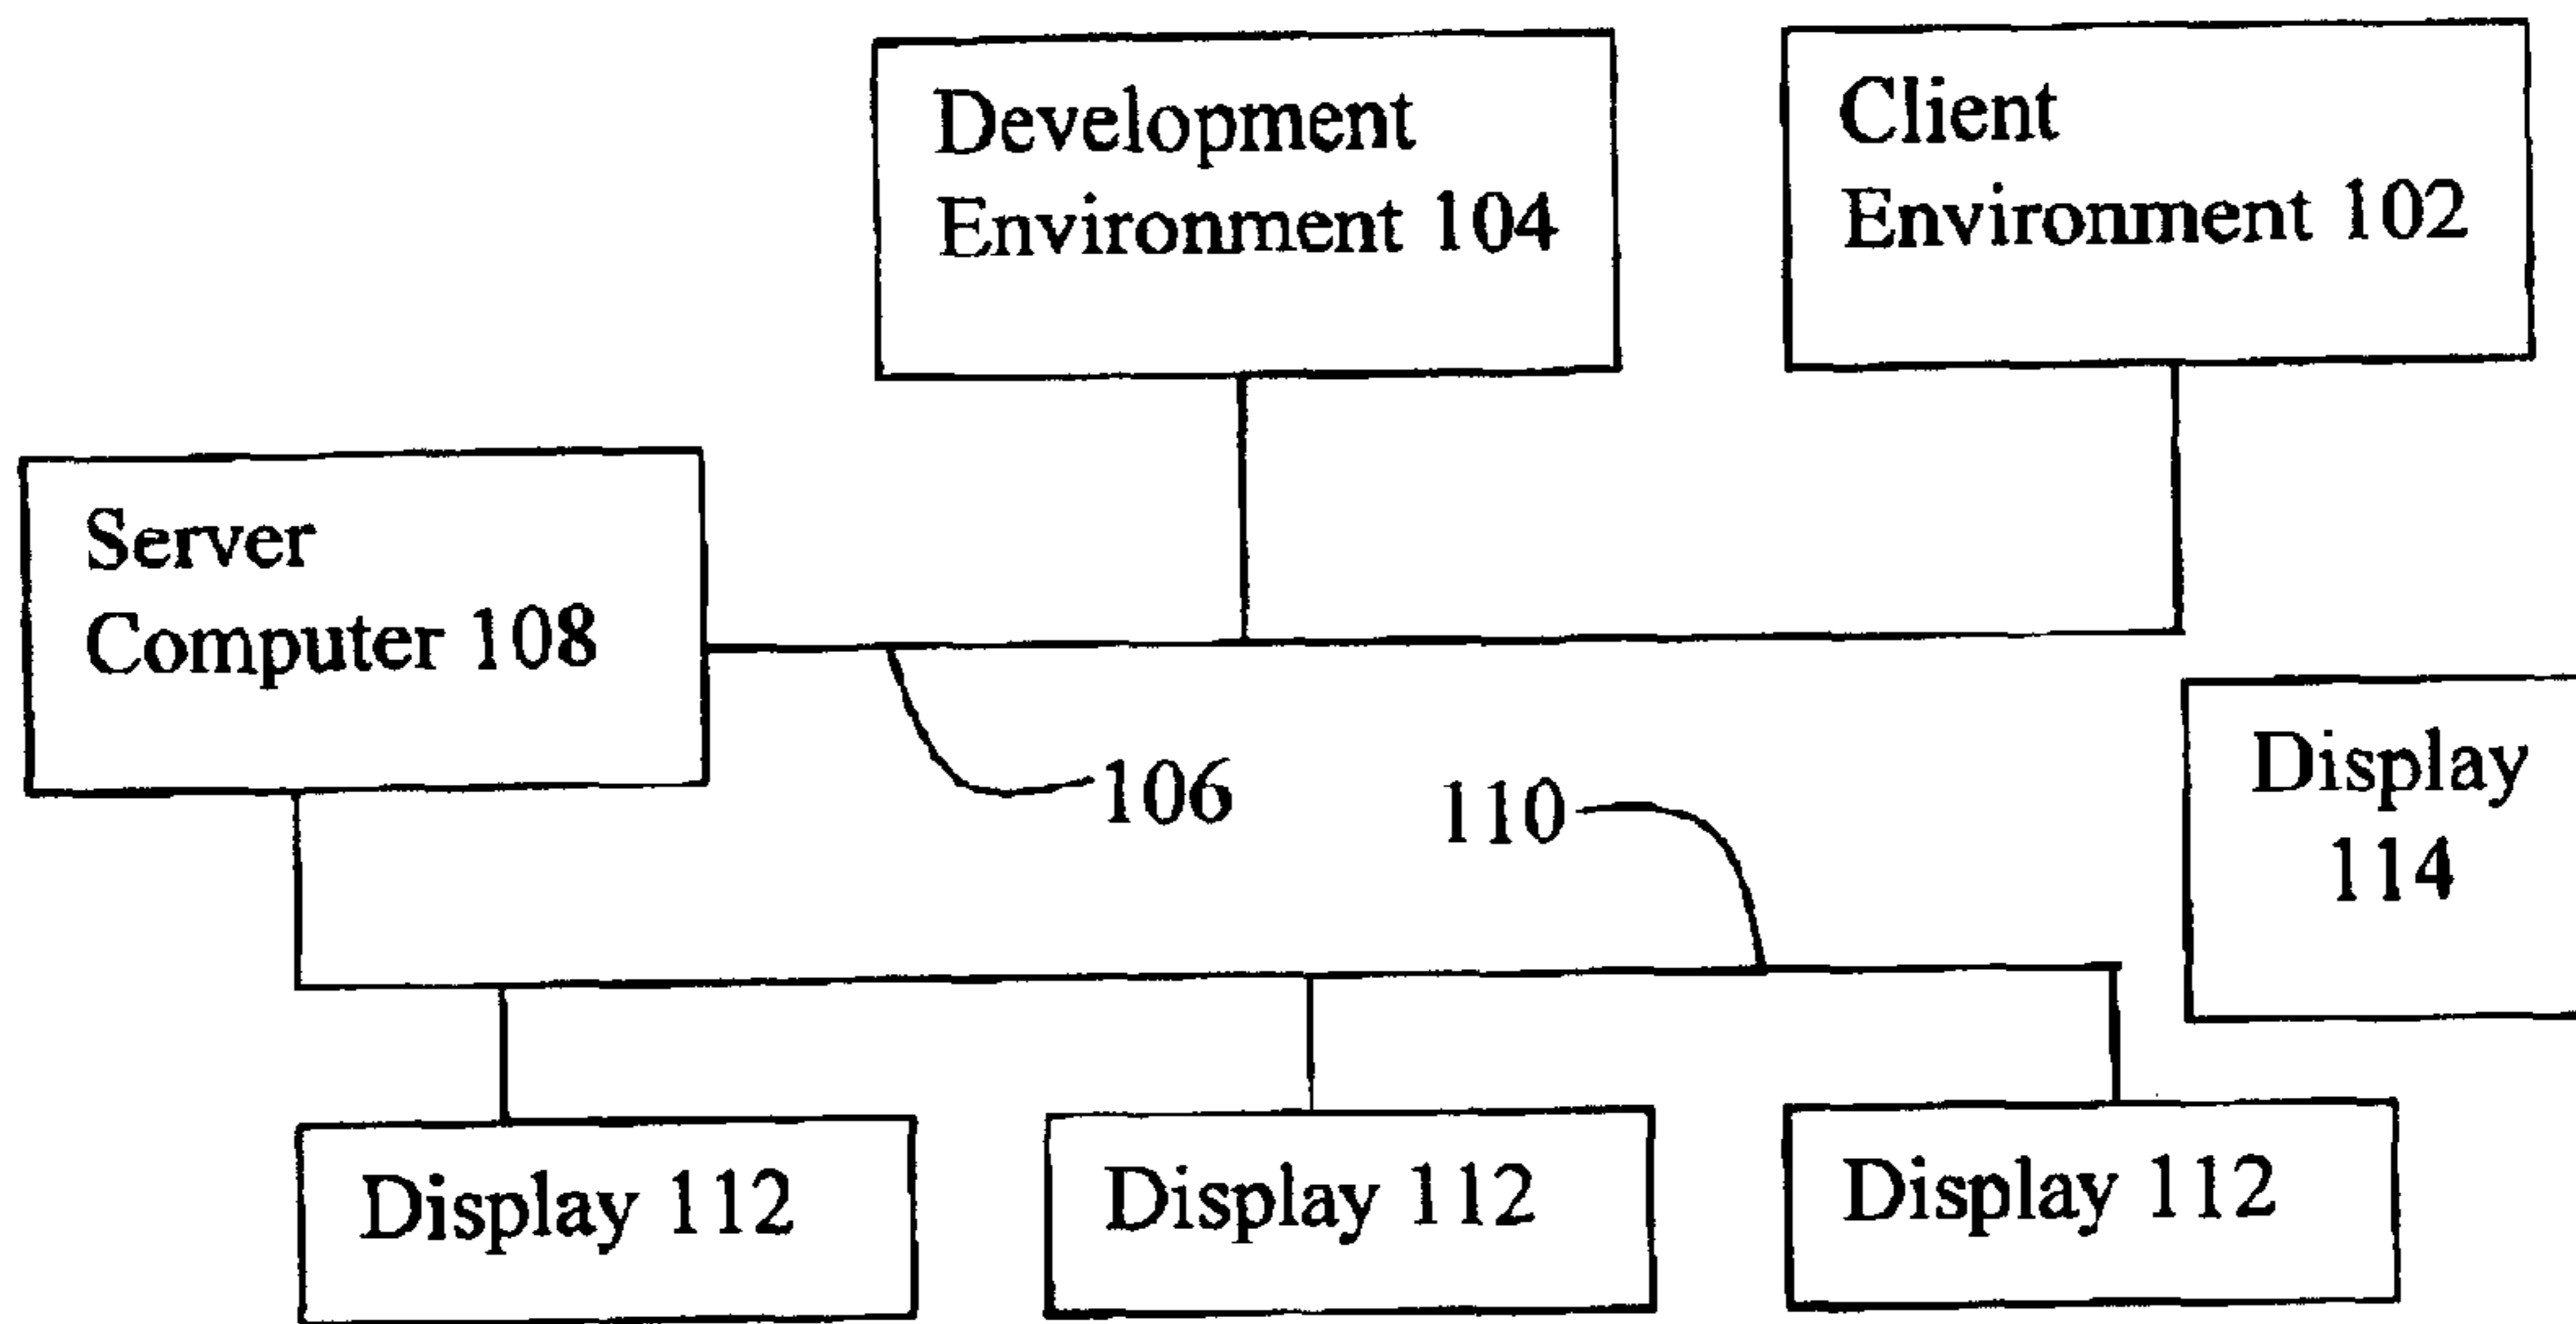 Development
Environment 104
Client
Environment 102
Server
Computer 108
106
110
Display
114
Display 112
Display 112
Display 112